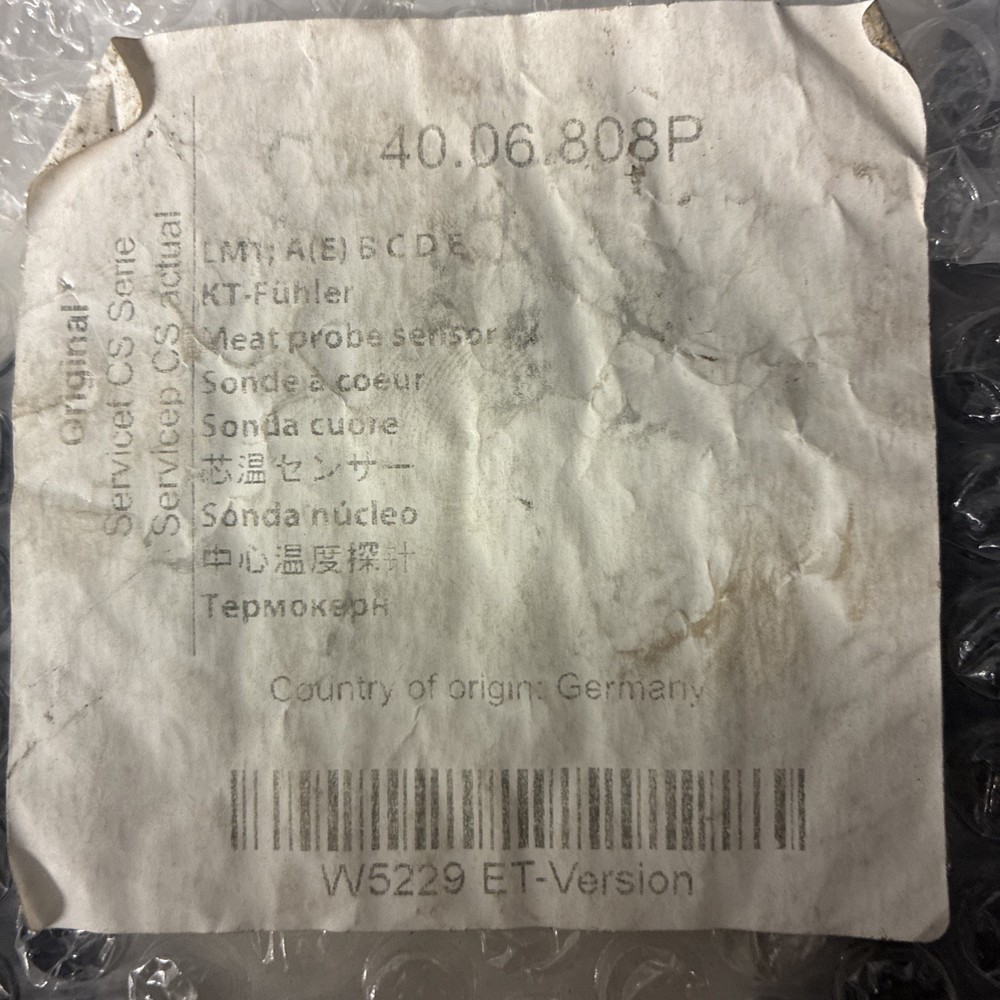 40.06.808P
Original
Servicet CS Serie
Servicep CS actual
LM1; A(E) B C D E
KT-Fühler
Meat probe sensor
Sonde à coeur
Sonda cuore
芯温センサー
Sonda núcleo
中心温度探针
Термокерн
Country of origin: Germany
W5229 ET-Version